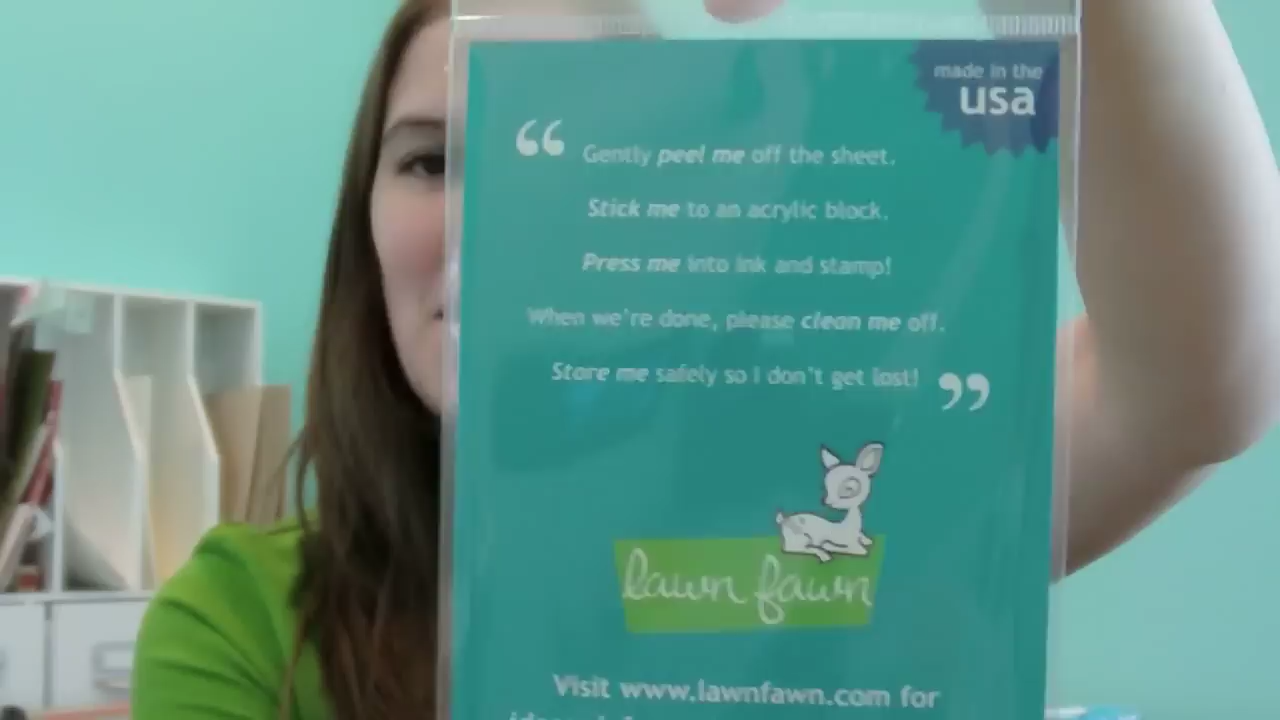 made in the
usa
“ Gently peel me off the sheet.
Stick me to an acrylic block.
Press me into ink and stamp!
When we're done, please clean me off.
Store me safely so I don't get lost! ”
lawn fawn
Visit www.lawnfawn.com for